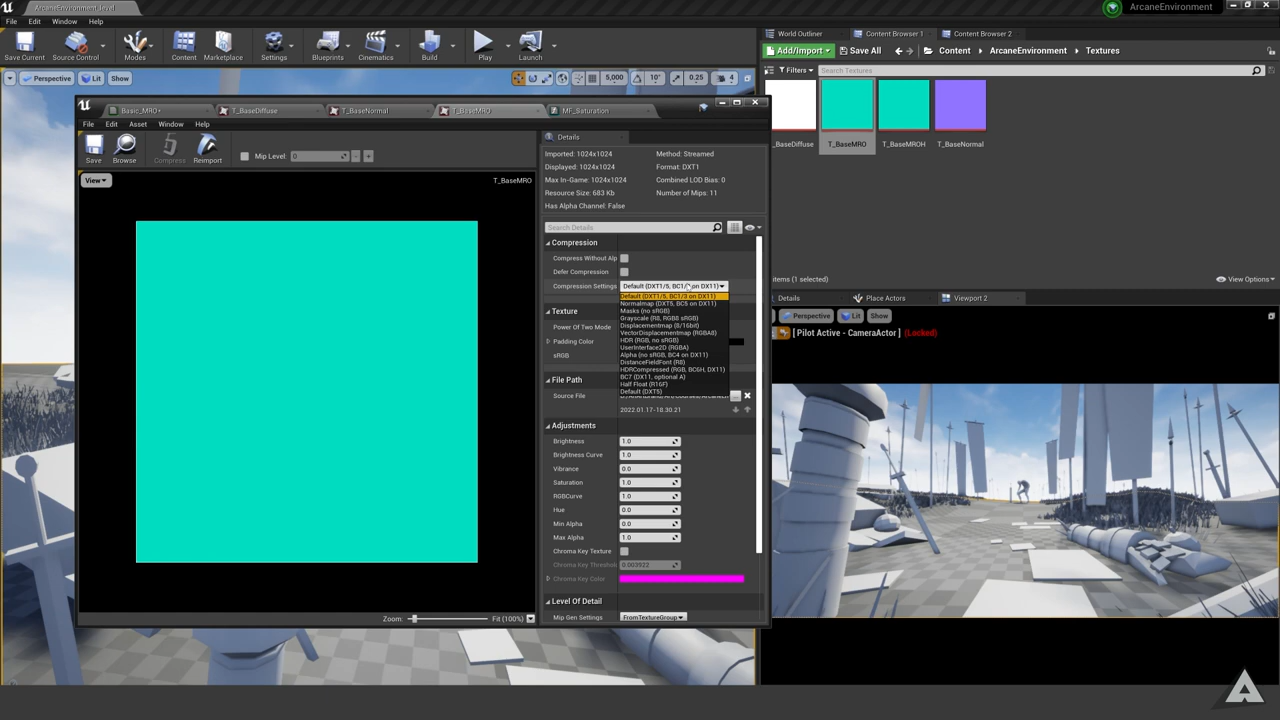 ArcaneEnvironment-level
ArcaneEnvironment
File Edit Window Help
World Outliner Content Browser 1 Content Browser 2
Save Current Source Control Modes Content Marketplace Settings Blueprints Cinematics Build Play Launch
Add/Import Save All Content ArcaneEnvironment Textures
Filters Search Textures
Perspective Lit Show 5,000 10° 0.25 4
_BaseDiffuse T_BaseMRO T_BaseMROH T_BaseNormal
items (1 selected) View Options
Basic_MRO* T_BaseDiffuse T_BaseNormal T_BaseMRO MF_Saturation
File Edit Asset Window Help
Save Browse Compress Reimport Mip Level: 0
View
T_BaseMRO
Zoom: Fit (100%)
Details
Imported: 1024x1024 Method: Streamed
Displayed: 1024x1024 Format: DXT1
Max In-Game: 1024x1024 Combined LOD Bias: 0
Resource Size: 683 Kb Number of Mips: 11
Has Alpha Channel: False
Search Details
Compression
Compress Without Alp
Defer Compression
Compression Settings Default (DXT1/5, BC1/3 on DX11)
Default (DXT1/5, BC1/3 on DX11)
Normalmap (DXT5, BC5 on DX11)
Masks (no sRGB)
Grayscale (R8, RGB8 sRGB)
Displacementmap (8/16bit)
VectorDisplacementmap (RGBA8)
HDR (RGB, no sRGB)
UserInterface2D (RGBA)
Alpha (no sRGB, BC4 on DX11)
DistanceFieldFont (R8)
HDRCompressed (RGB, BC6H, DX11)
BC7 (DX11, optional A)
Half Float (R16F)
Default (DXT5)
Texture
Power Of Two Mode
Padding Color
sRGB
File Path
Source File
2022.01.17-18.30.21
Adjustments
Brightness 1.0
Brightness Curve 1.0
Vibrance 0.0
Saturation 1.0
RGBCurve 1.0
Hue 0.0
Min Alpha 0.0
Max Alpha 1.0
Chroma Key Texture
Chroma Key Threshol 0.003922
Chroma Key Color
Level Of Detail
Mip Gen Settings FromTextureGroup
Details Place Actors Viewport 2
Perspective Lit Show
[ Pilot Active - CameraActor ] (Locked)